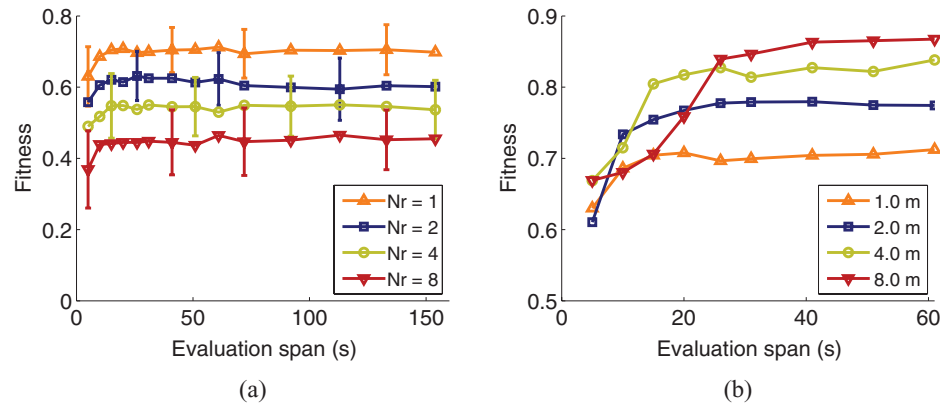 0.8
0.6
0.4
0.2
0
Fitness
0
50
100
150
Evaluation span (s)
Nr = 1
Nr = 2
Nr = 4
Nr = 8
(a)
0.9
0.8
0.7
0.6
0.5
Fitness
0
20
40
60
Evaluation span (s)
1.0 m
2.0 m
4.0 m
8.0 m
(b)